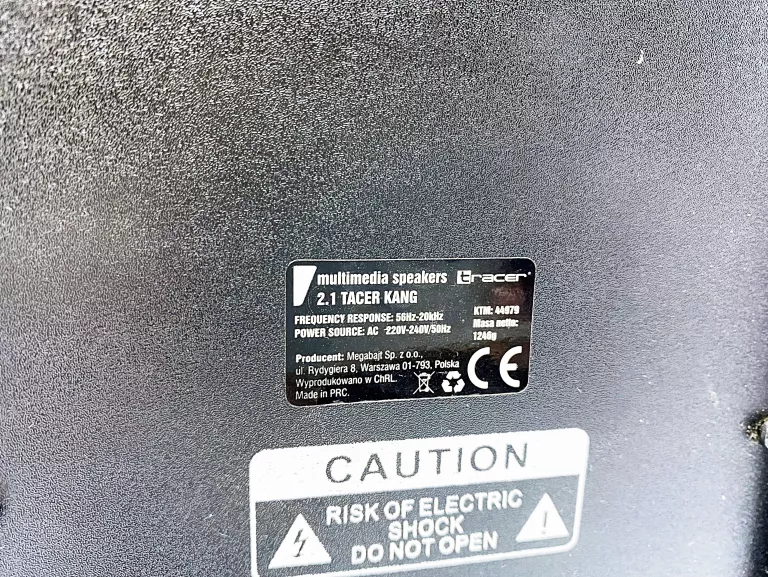 multimedia speakers tracer
2.1 TACER KANG
FREQUENCY RESPONSE: 56Hz-20kHz
POWER SOURCE: AC ~220V-240V/50Hz
KTM: 44079
Masa netto:
1246g
Producent: Megabajt Sp. z o.o.,
ul. Rydygiera 8, Warszawa 01-793, Polska
Wyprodukowano w ChRL.
Made in PRC.
CE
CAUTION
RISK OF ELECTRIC
SHOCK
DO NOT OPEN